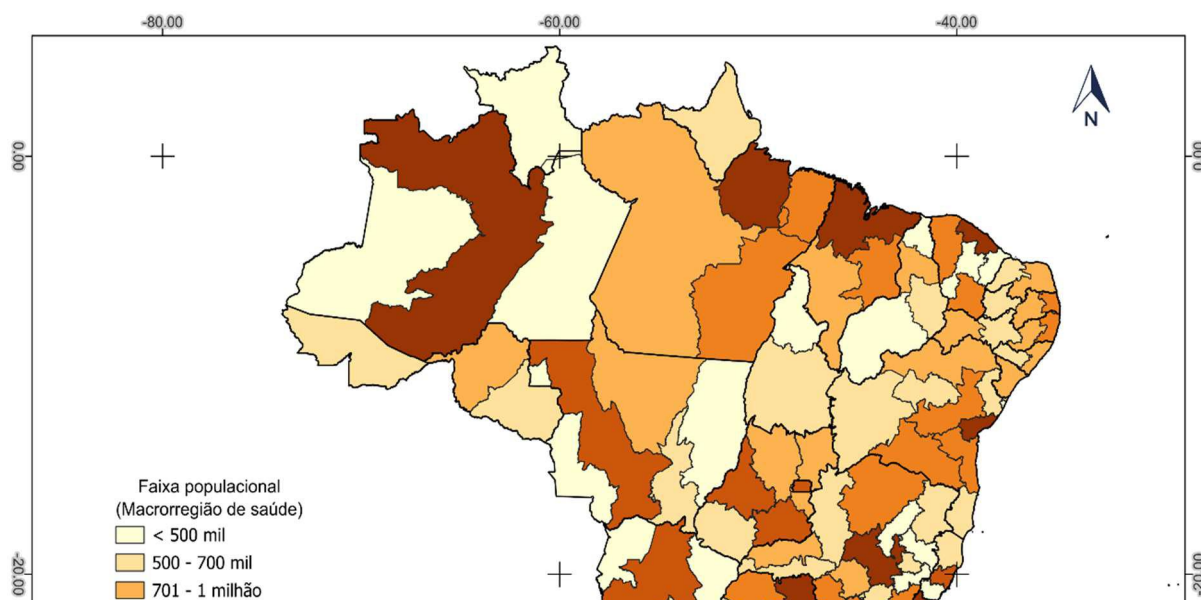 -80.00 -60.00 -40.00
N
0.00 0.00
Faixa populacional
(Macrorregião de saúde)
< 500 mil
500 - 700 mil
701 - 1 milhão
-20.00 -20.00